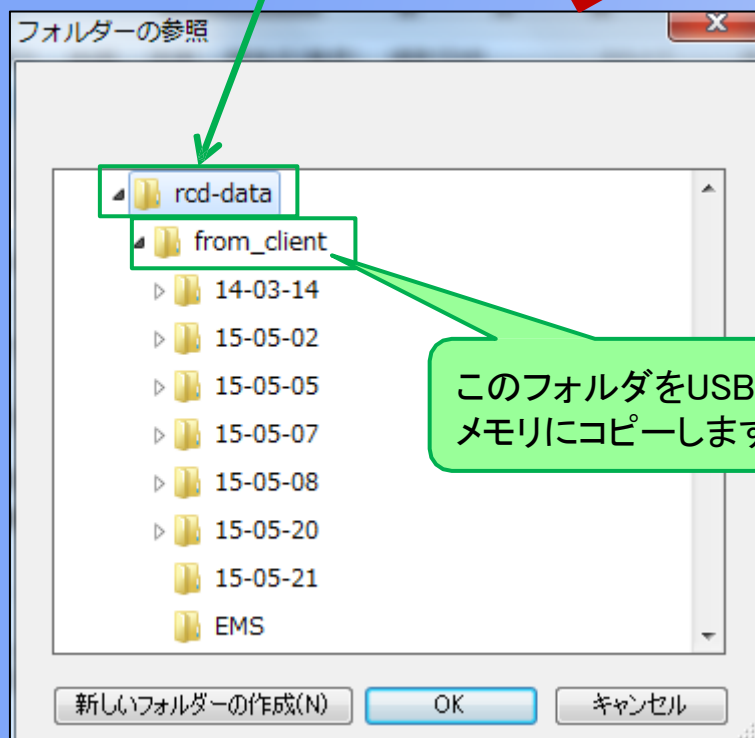 フォルダーの参照
rcd-data
from_client
14-03-14
15-05-02
15-05-05
15-05-07
15-05-08
15-05-20
15-05-21
EMS
このフォルダをUSB
メモリにコピーします
新しいフォルダーの作成(N)
OK
キャンセル